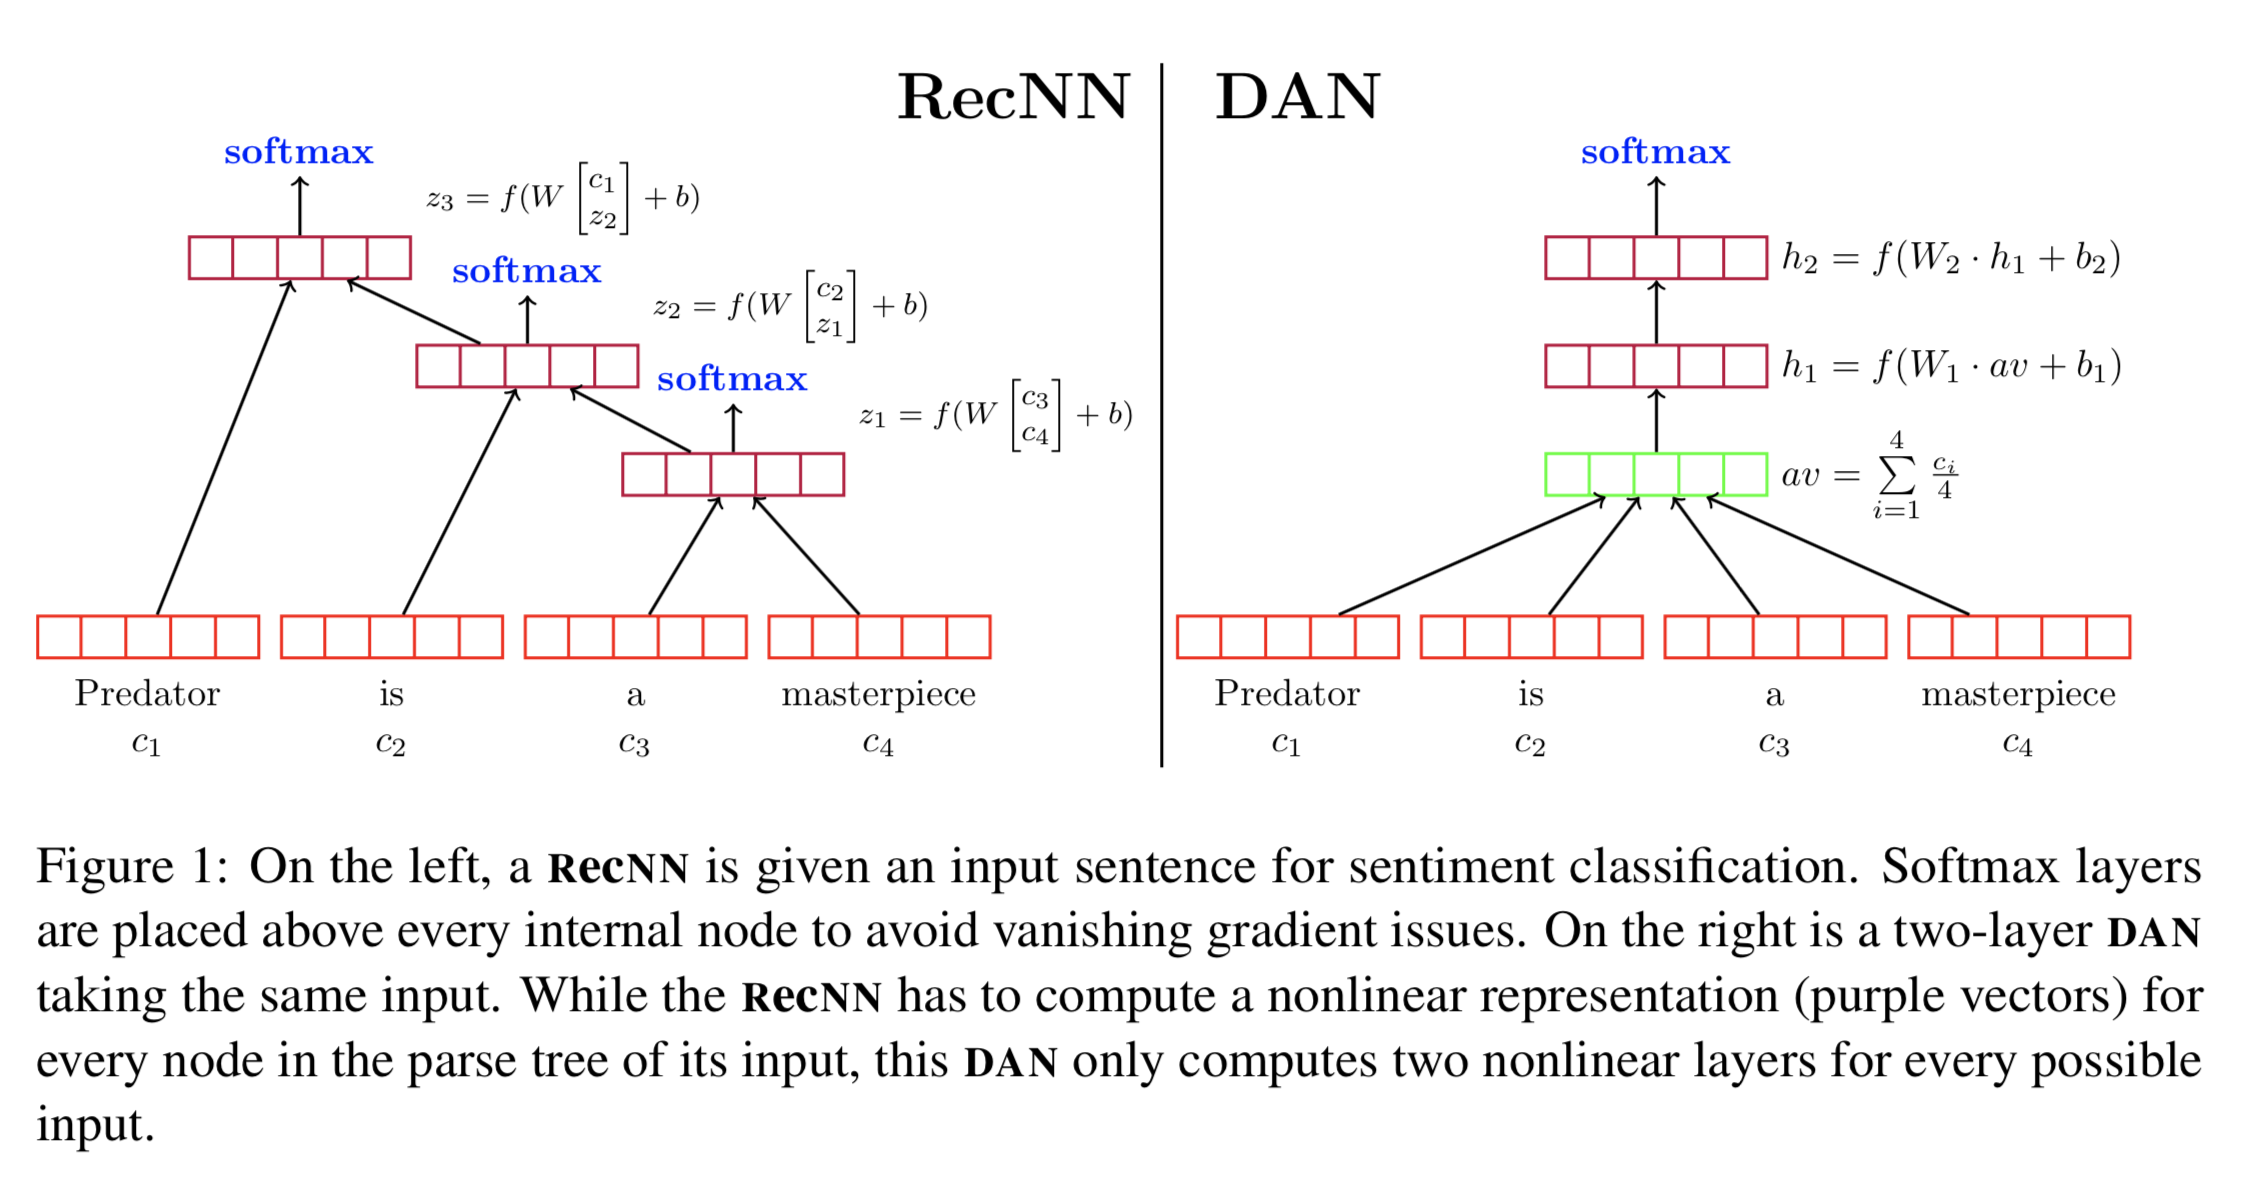 RecNN
softmax
z₃ = f(W [c₁ z₂] + b)
softmax
z₂ = f(W [c₂ z₁] + b)
softmax
z₁ = f(W [c₃ c₄] + b)
Predator is a masterpiece
c₁ c₂ c₃ c₄
DAN
softmax
h₂ = f(W₂ · h₁ + b₂)
h₁ = f(W₁ · av + b₁)
av = ∑_{i=1}^{4} c_i/4
Predator is a masterpiece
c₁ c₂ c₃ c₄
Figure 1: On the left, a RecNN is given an input sentence for sentiment classification. Softmax layers
are placed above every internal node to avoid vanishing gradient issues. On the right is a two-layer DAN
taking the same input. While the RecNN has to compute a nonlinear representation (purple vectors) for
every node in the parse tree of its input, this DAN only computes two nonlinear layers for every possible
input.